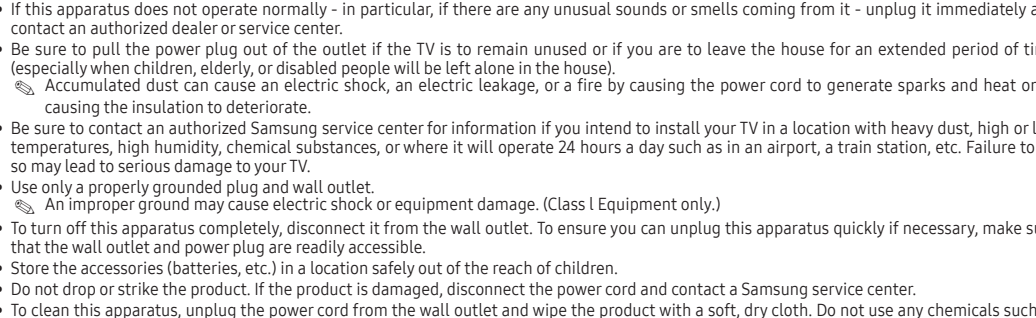 • If this apparatus does not operate normally - in particular, if there are any unusual sounds or smells coming from it - unplug it immediately a
contact an authorized dealer or service center.
• Be sure to pull the power plug out of the outlet if the TV is to remain unused or if you are to leave the house for an extended period of ti
(especially when children, elderly, or disabled people will be left alone in the house).
✎ Accumulated dust can cause an electric shock, an electric leakage, or a fire by causing the power cord to generate sparks and heat or
causing the insulation to deteriorate.
• Be sure to contact an authorized Samsung service center for information if you intend to install your TV in a location with heavy dust, high or l
temperatures, high humidity, chemical substances, or where it will operate 24 hours a day such as in an airport, a train station, etc. Failure to
so may lead to serious damage to your TV.
• Use only a properly grounded plug and wall outlet.
✎ An improper ground may cause electric shock or equipment damage. (Class l Equipment only.)
• To turn off this apparatus completely, disconnect it from the wall outlet. To ensure you can unplug this apparatus quickly if necessary, make s
that the wall outlet and power plug are readily accessible.
• Store the accessories (batteries, etc.) in a location safely out of the reach of children.
• Do not drop or strike the product. If the product is damaged, disconnect the power cord and contact a Samsung service center.
• To clean this apparatus, unplug the power cord from the wall outlet and wipe the product with a soft, dry cloth. Do not use any chemicals such